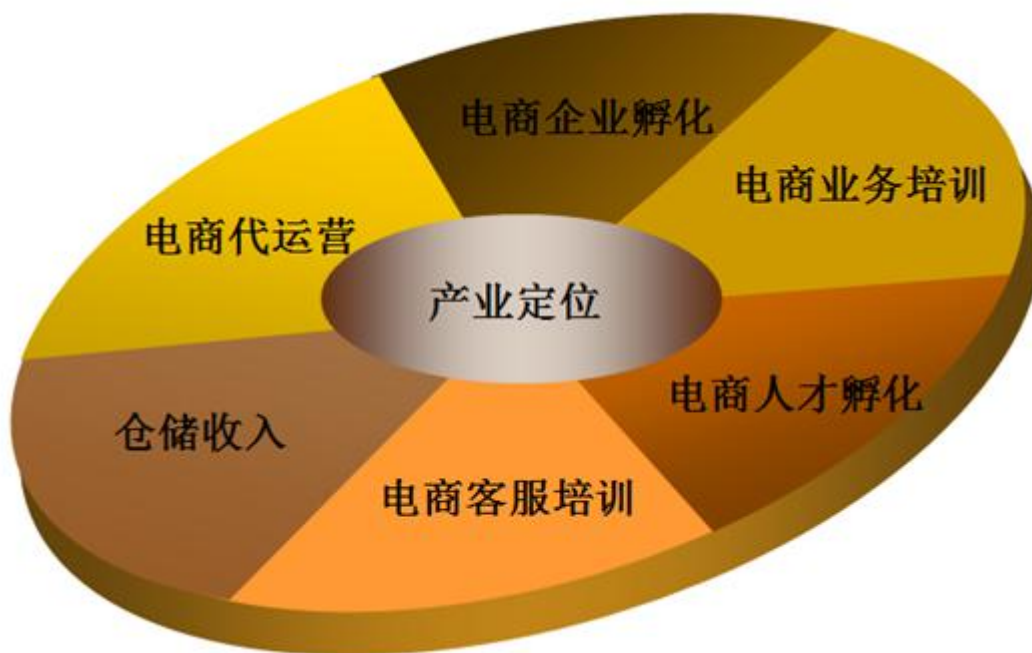 电商企业孵化
电商业务培训
电商代运营
产业定位
电商人才孵化
仓储收入
电商客服培训